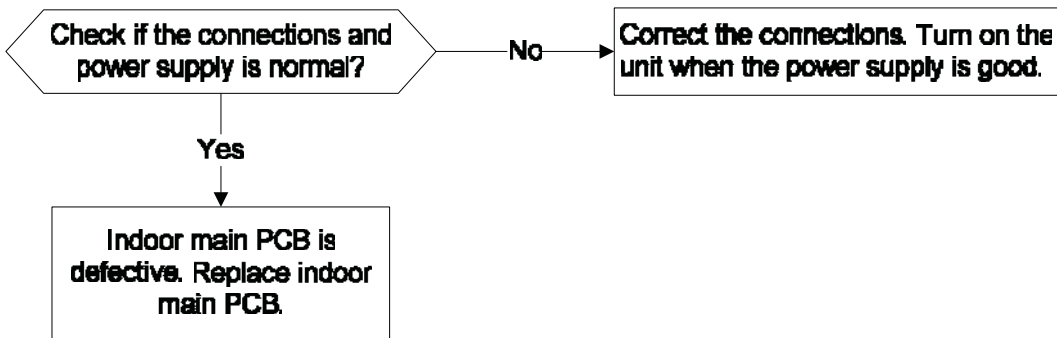 Check if the connections and
power supply is normal?
No
Correct the connections. Turn on the
unit when the power supply is good.
Yes
Indoor main PCB is
defective. Replace indoor
main PCB.